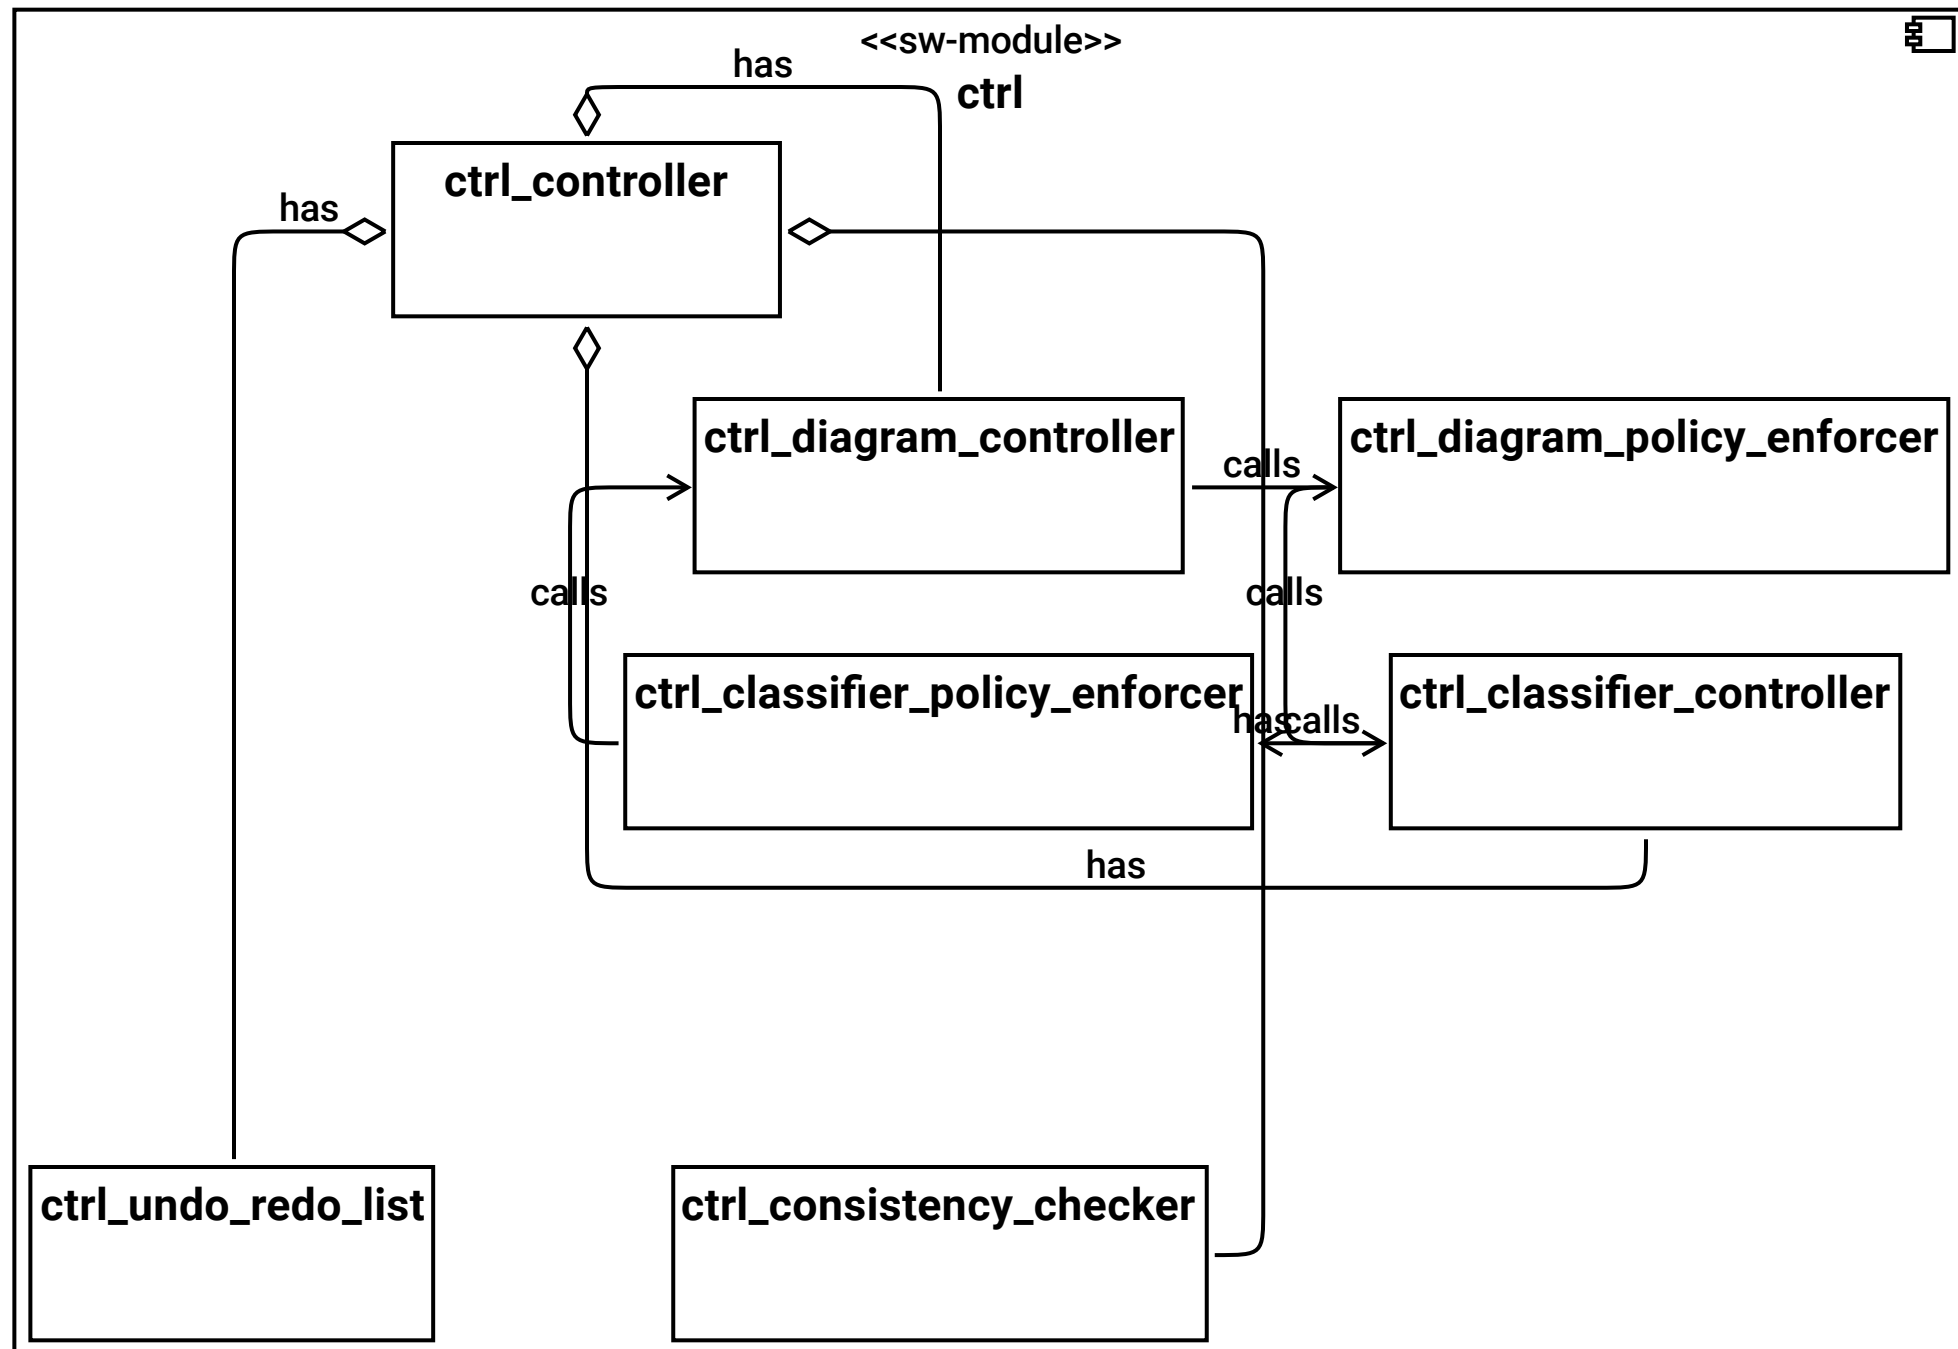 <<sw-module>>
has
ctrl
ctrl_controller
has
ctrl_diagram_controller
calls
ctrl_diagram_policy_enforcer
calls
calls
ctrl_classifier_policy_enforcer
has
calls
ctrl_classifier_controller
has
ctrl_undo_redo_list
ctrl_consistency_checker